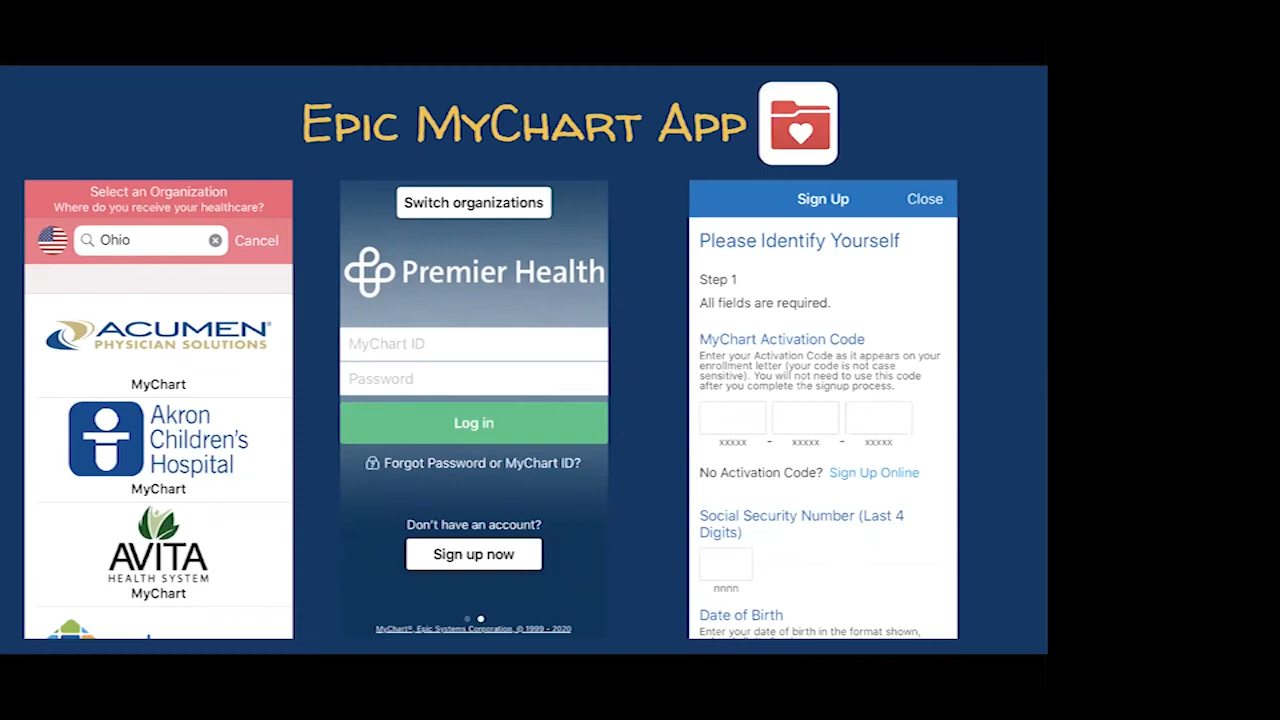 Epic MyChart App
Select an Organization
Where do you receive your healthcare?
Ohio
Cancel
ACUMEN
PHYSICIAN SOLUTIONS
MyChart
Akron
Children's
Hospital
MyChart
AVITA
HEALTH SYSTEM
MyChart
Switch organizations
Premier Health
MyChart ID
Password
Log in
Forgot Password or MyChart ID?
Don't have an account?
Sign up now
MyChart®, Epic Systems Corporation, © 1999 - 2020
Sign Up
Close
Please Identify Yourself
Step 1
All fields are required.
MyChart Activation Code
Enter your Activation Code as it appears on your
enrollment letter (your code is not case
sensitive). You will not need to use this code
after you complete the signup process.
xxxxx - xxxxx - xxxxx
No Activation Code? Sign Up Online
Social Security Number (Last 4
Digits)
nnnn
Date of Birth
Enter your date of birth in the format shown,